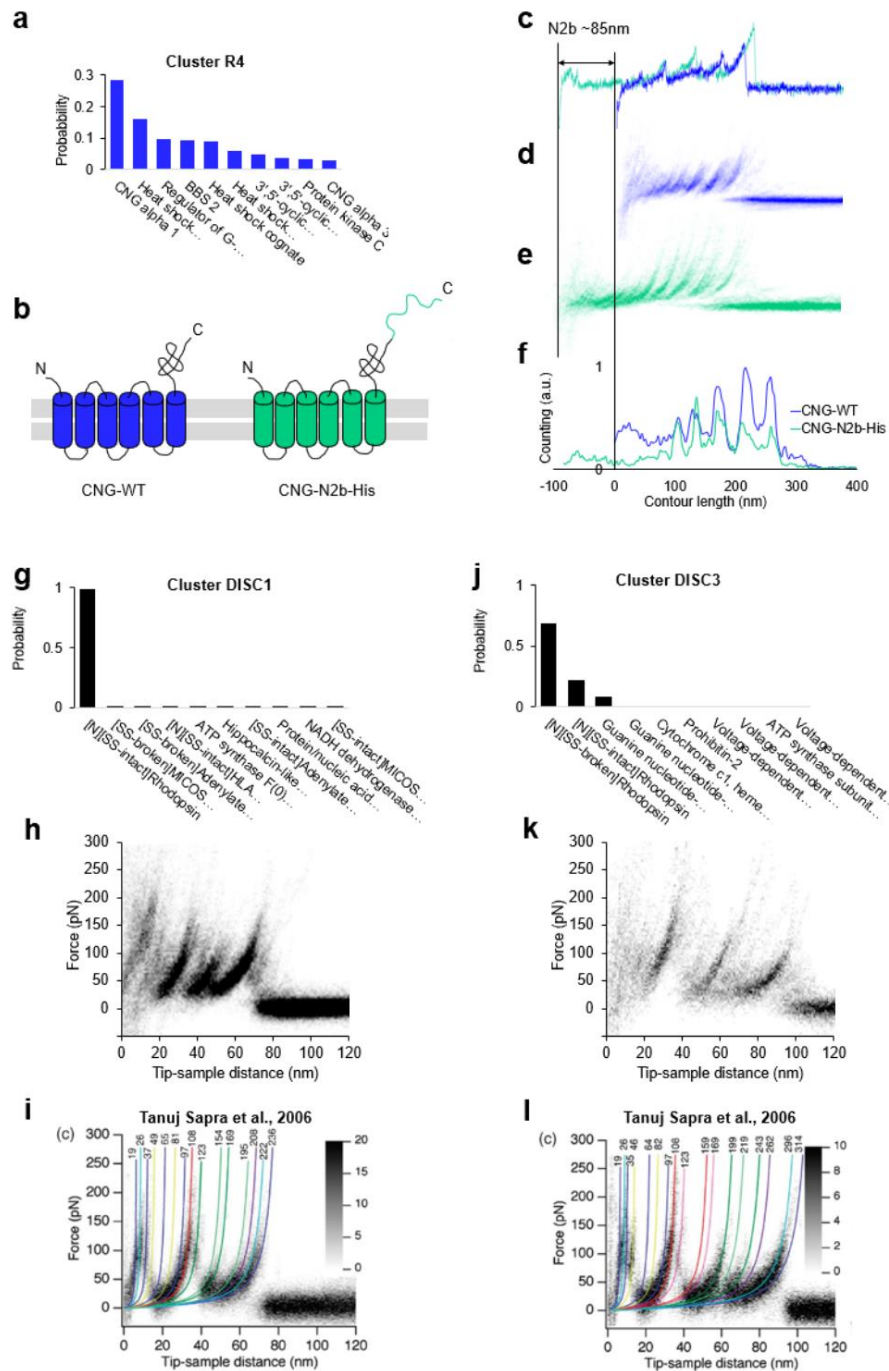 a
Cluster R4
Probabbility
0.3
0.2
0.1
0
CNG alpha 1
Heat shock…
Regulator of G-…
BBS 2
Heat shock cognate
Heat shock…
3',5'-cyclic…
3',5'-cyclic…
Protein kinase C
CNG alpha 3
b
N
C
CNG-WT
N
C
CNG-N2b-His
c
N2b ~85nm
d
e
f
1
Counting (a.u.)
0
CNG-WT
CNG-N2b-His
-100
0
100
200
300
400
Contour length (nm)
g
Cluster DISC1
Probability
1
0.5
0
[N][SS-intact]Rhodopsin
[SS-broken]MICOS…
[SS-broken]Adenylate…
[N][SS-intact]HLA…
ATP synthase F(0)…
Hippocalcin-like…
[SS-intact]Adenylate…
Protein/nucleic acid…
NADH dehydrogenase…
[SS-intact]MICOS…
j
Cluster DISC3
Probability
1
0.5
0
[N][SS-broken]Rhodopsin
[N][SS-intact]Rhodopsin
Guanine nucleotide-…
Guanine nucleotide-…
Cytochrome c1, heme…
Prohibitin-2
Voltage-dependent…
Voltage-dependent…
ATP synthase subunit…
Voltage-dependent…
h
Force (pN)
300
250
200
150
100
50
0
0 20 40 60 80 100 120
Tip-sample distance (nm)
k
Force (pN)
300
250
200
150
100
50
0
0 20 40 60 80 100 120
Tip-sample distance (nm)
i
Tanuj Sapra et al., 2006
(c)
Force (pN)
300
250
200
150
100
50
0
19 26 37 49 65 81 97 108 123 154 169 195 208 222 236
20
15
10
5
0
0 20 40 60 80 100 120
Tip-sample distance (nm)
l
Tanuj Sapra et al., 2006
(c)
Force (pN)
300
250
200
150
100
50
0
19 26 35 46 64 82 97 108 123 159 169 199 219 243 262 296 314
10
8
6
4
2
0
0 20 40 60 80 100 120
Tip-sample distance (nm)